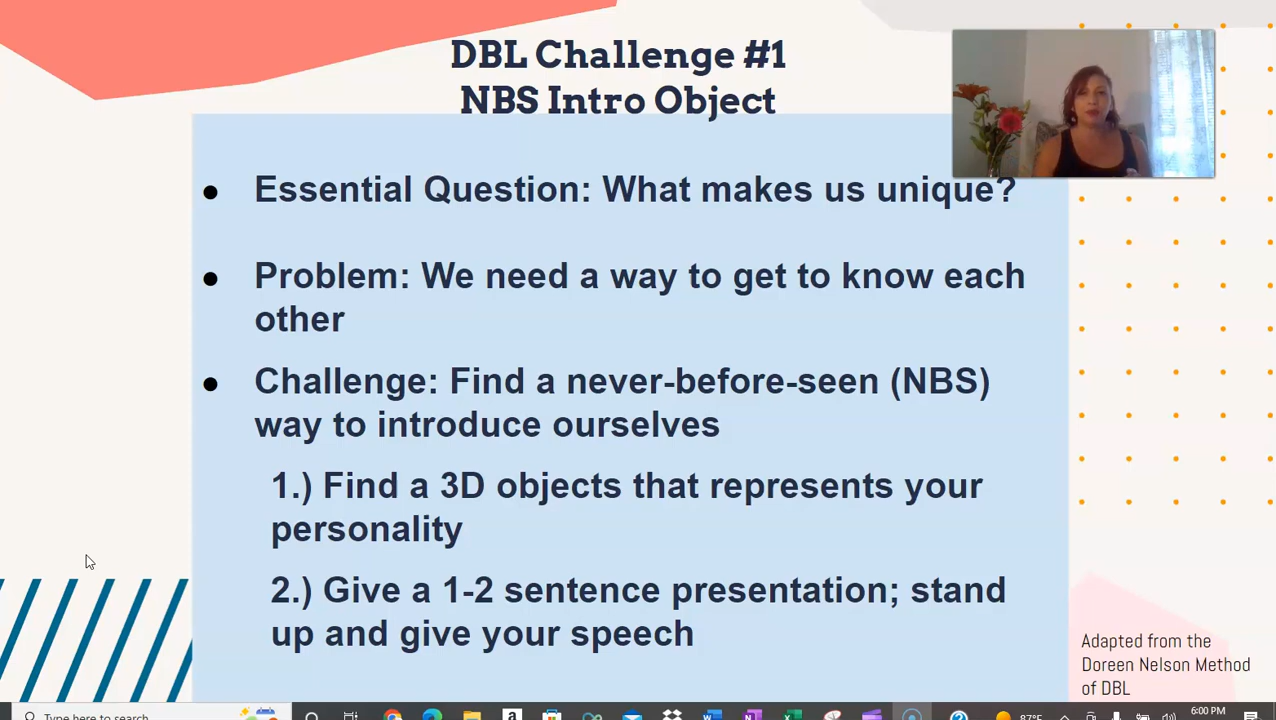 DBL Challenge #1
NBS Intro Object
● Essential Question: What makes us unique?
● Problem: We need a way to get to know each
other
● Challenge: Find a never-before-seen (NBS)
way to introduce ourselves
1.) Find a 3D objects that represents your
personality
2.) Give a 1-2 sentence presentation; stand
up and give your speech
Adapted from the
Doreen Nelson Method
of DBL
Type here to search
87°F
6:00 PM